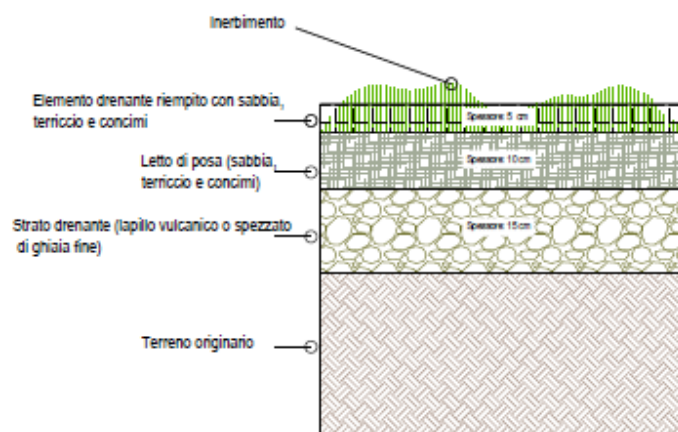 Inerbimento
Elemento drenante riempito con sabbia,
terriccio e concimi
Spessore: 5 cm
Letto di posa (sabbia,
terriccio e concimi)
Spessore: 10cm
Strato drenante (lapillo vulcanico o spezzato
di ghiaia fine)
Spessore: 15cm
Terreno originario